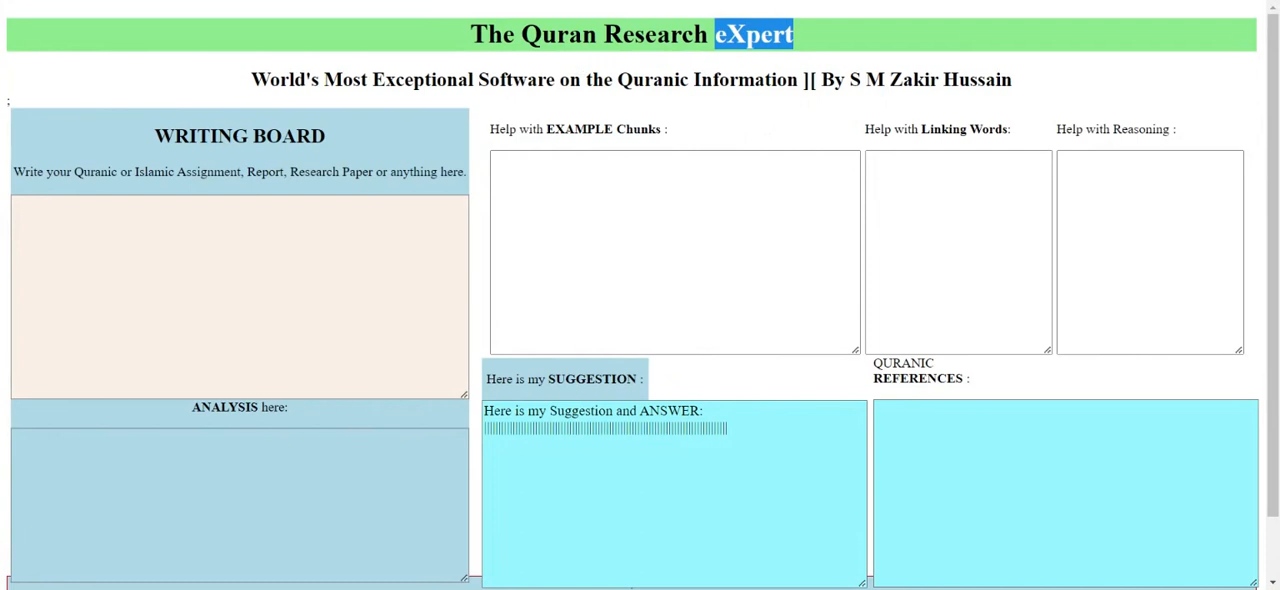 The Quran Research eXpert
World's Most Exceptional Software on the Quranic Information ][ By S M Zakir Hussain
;
WRITING BOARD
Write your Quranic or Islamic Assignment, Report, Research Paper or anything here.
Help with EXAMPLE Chunks :
Help with Linking Words:
Help with Reasoning :
ANALYSIS here:
Here is my SUGGESTION :
Here is my Suggestion and ANSWER:
QURANIC
REFERENCES :